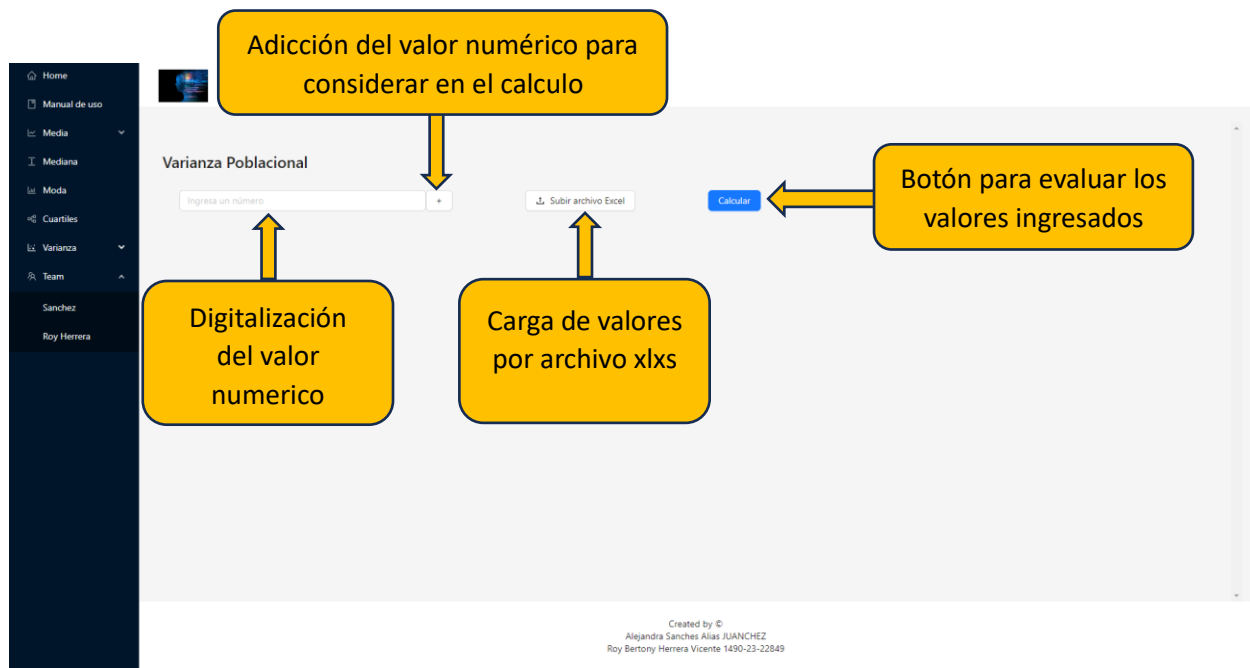 Adicción del valor numérico para
considerar en el calculo
Home
Manual de uso
Media
Mediana
Moda
Cuartiles
Varianza
Team
Sanchez
Roy Herrera
Varianza Poblacional
Ingresa un número
+
Subir archivo Excel
Calcular
Botón para evaluar los
valores ingresados
Digitalización
del valor
numerico
Carga de valores
por archivo xlxs
Created by ©
Alejandra Sanches Alias JUANCHEZ
Roy Bertony Herrera Vicente 1490-23-22849